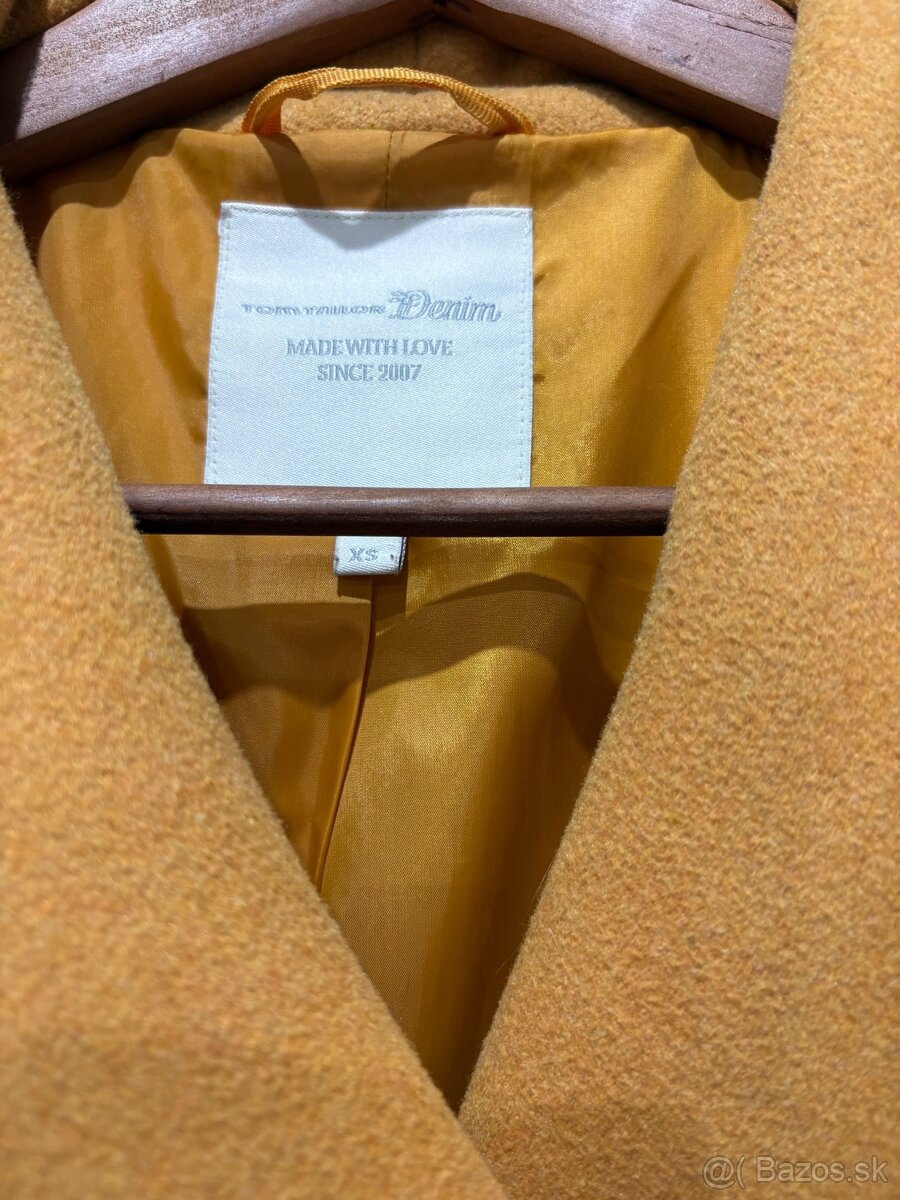 TOM TAILOR Denim
MADE WITH LOVE
SINCE 2007
XS
@( Bazos.sk